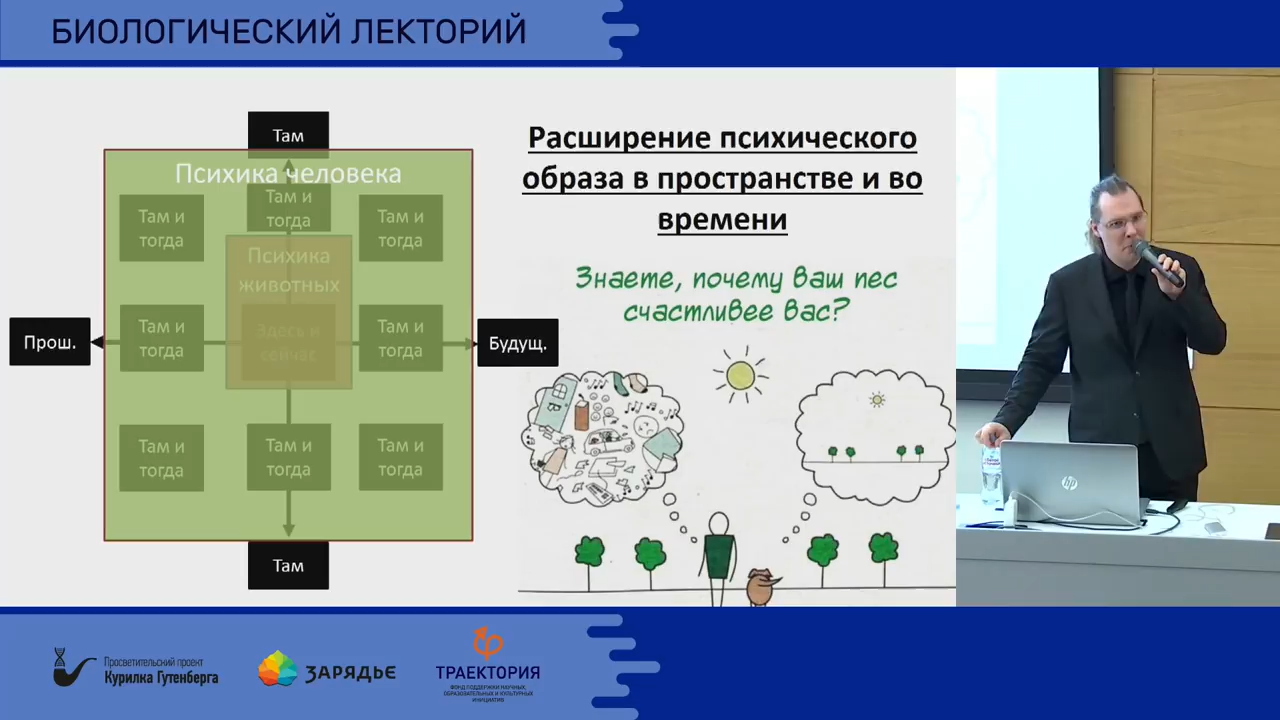 БИОЛОГИЧЕСКИЙ ЛЕКТОРИЙ
Там
Психика человека
Там и
тогда
Там и
тогда
Там и
тогда
Психика
животных
Там и
тогда
Здесь и
сейчас
Там и
тогда
Прош.
Будущ.
Там и
тогда
Там и
тогда
Там и
тогда
Там
Расширение психического
образа в пространстве и во
времени
Знаете, почему ваш пес
счастливее вас?
hp
Просветительский проект
Курилка Гутенберга
ЗАРЯДЬЕ
ТРАЕКТОРИЯ
ФОНД ПОДДЕРЖКИ НАУЧНЫХ,
ОБРАЗОВАТЕЛЬНЫХ И КУЛЬТУРНЫХ
ИНИЦИАТИВ